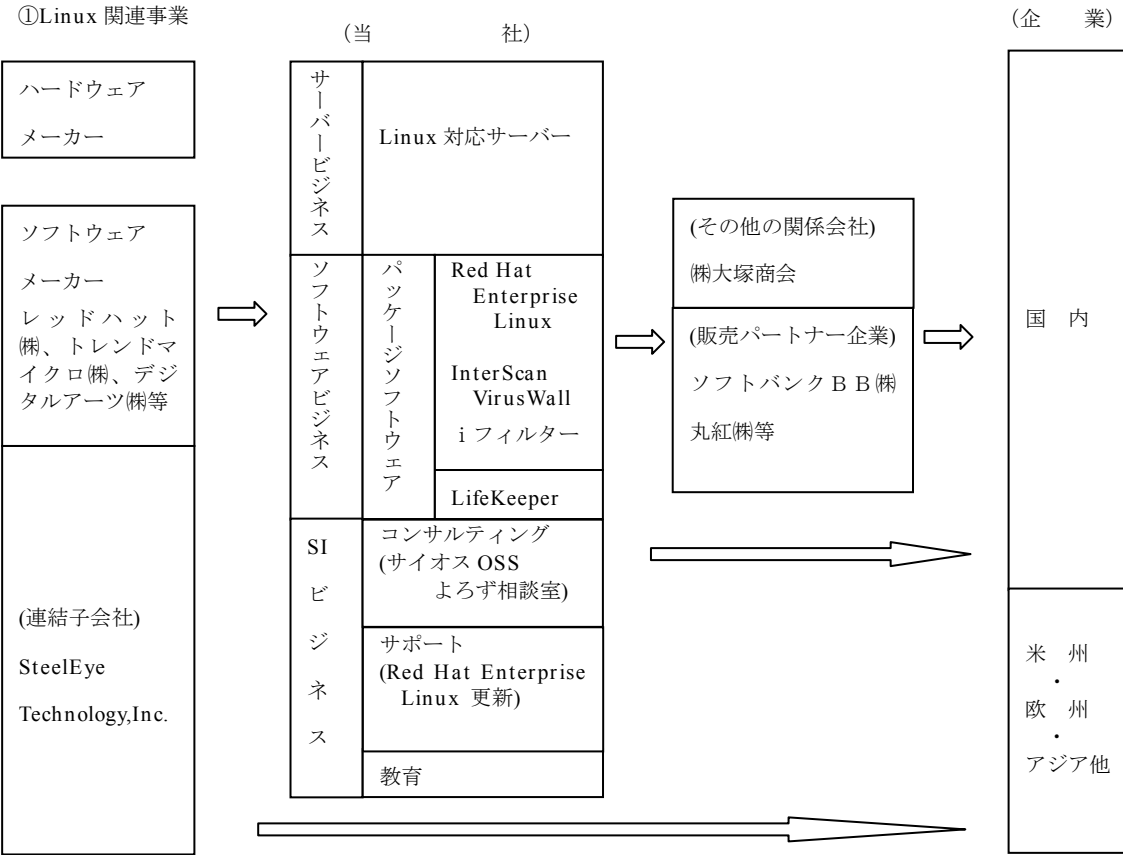 ①Linux 関連事業
(当　　　社)
(企　業)
ハードウェア
メーカー
ソフトウェア
メーカー
レッドハット
㈱、トレンドマ
イクロ㈱、デジ
タルアーツ㈱等
(連結子会社)
SteelEye
Technology,Inc.
サーバービジネス
Linux 対応サーバー
ソフトウェアビジネス
パッケージソフトウェア
Red Hat
Enterprise
Linux
InterScan
VirusWall
ｉフィルター
LifeKeeper
SIビジネス
コンサルティング
(サイオス OSS
よろず相談室)
サポート
(Red Hat Enterprise
Linux 更新)
教育
(その他の関係会社)
㈱大塚商会
(販売パートナー企業)
ソフトバンクＢＢ㈱
丸紅㈱等
国　内
米　州
・
欧　州
・
アジア他